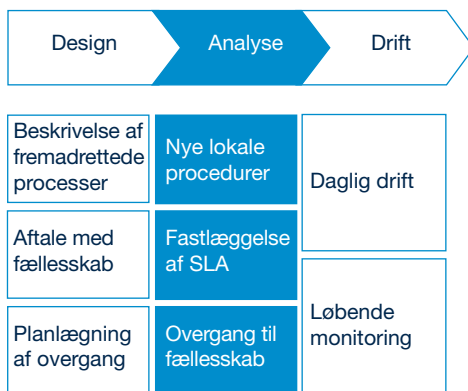 Design
Analyse
Drift
Beskrivelse af
fremadrettede
processer
Aftale med
fællesskab
Planlægning
af overgang
Nye lokale
procedurer
Fastlæggelse
af SLA
Overgang til
fællesskab
Daglig drift
Løbende
monitoring